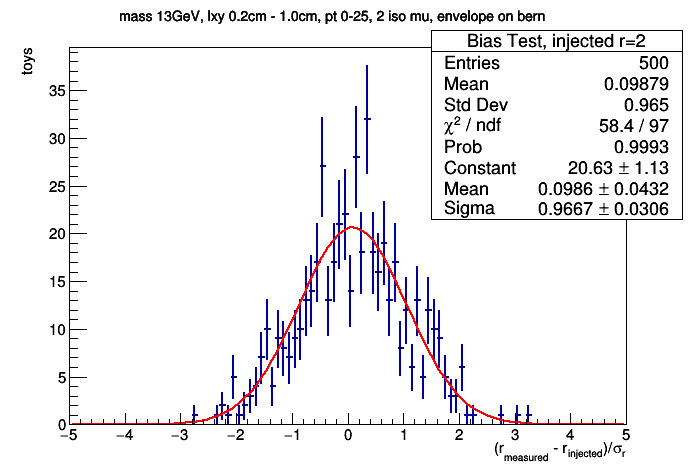 mass 13GeV, lxy 0.2cm - 1.0cm, pt 0-25, 2 iso mu, envelope on bern
Bias Test, injected r=2
Entries 500
Mean 0.09879
Std Dev 0.965
χ² / ndf 58.4 / 97
Prob 0.9993
Constant 20.63 ± 1.13
Mean 0.0986 ± 0.0432
Sigma 0.9667 ± 0.0306
toys
35
30
25
20
15
10
5
0
−5 −4 −3 −2 −1 0 1 2 3 4 5
(r_measured - r_injected)/σ_r